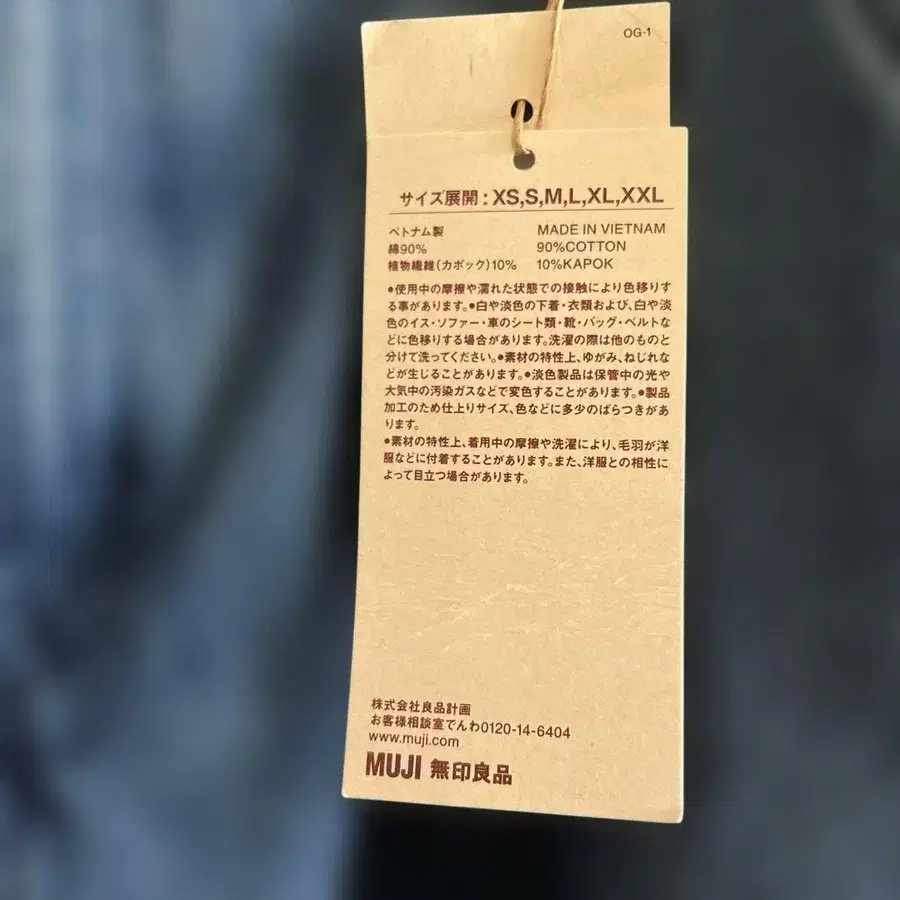 OG-1
サイズ展開：XS,S,M,L,XL,XXL
ベトナム製 MADE IN VIETNAM
綿90% 90%COTTON
植物繊維(カポック)10% 10%KAPOK
●使用中の摩擦や濡れた状態での接触により色移りす
る事があります。●白や淡色の下着・衣類および、白や淡
色のイス・ソファー・車のシート類・靴・バッグ・ベルトな
どに色移りする場合があります。洗濯の際は他のものと
分けて洗ってください。●素材の特性上、ゆがみ、ねじれな
どが生じることがあります。●淡色製品は保管中の光や
大気中の汚染ガスなどで変色することがあります。●製品
加工のため仕上りサイズ、色などに多少のばらつきがあ
ります。
●素材の特性上、着用中の摩擦や洗濯により、毛羽が洋
服などに付着することがあります。また、洋服との相性に
よって目立つ場合があります。
株式会社良品計画
お客様相談室でんわ0120-14-6404
www.muji.com
MUJI 無印良品